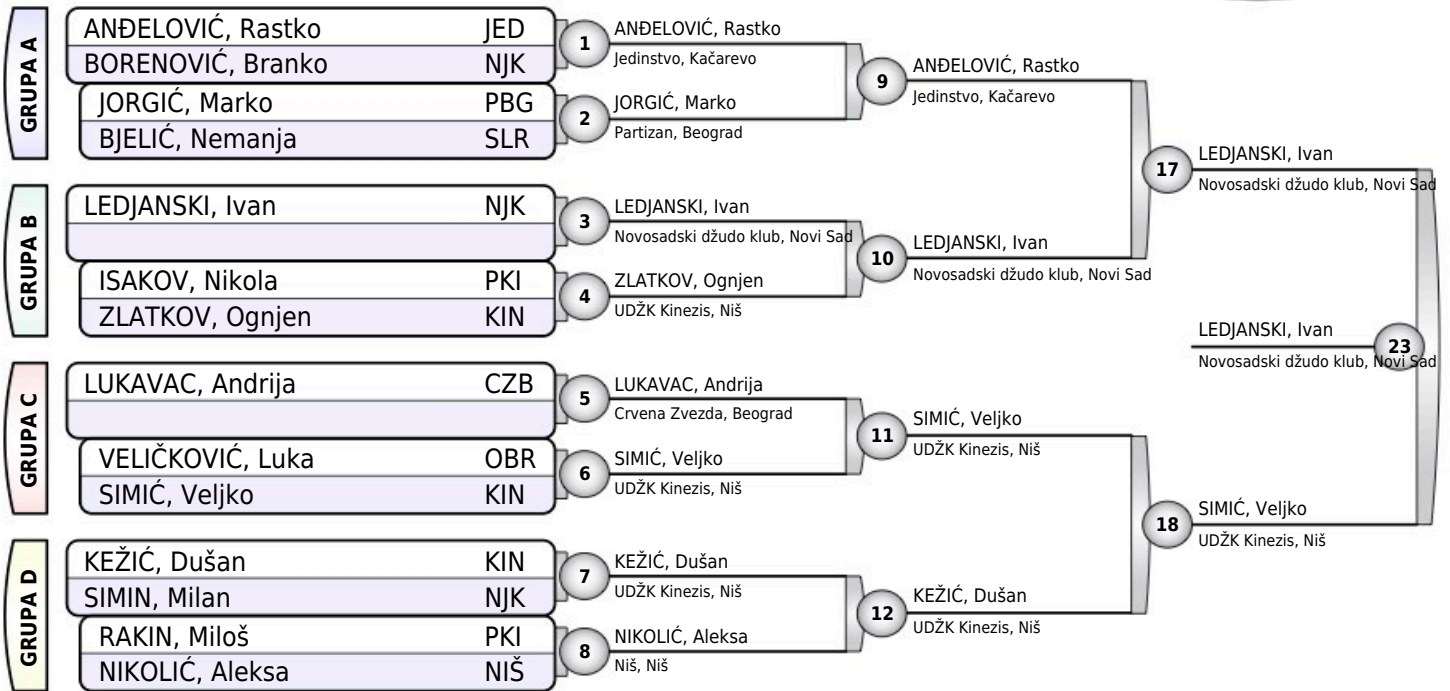 GRUPA A
ANĐELOVIĆ, Rastko JED
BORENOVIĆ, Branko NJK
JORGIĆ, Marko PBG
BJELIĆ, Nemanja SLR
GRUPA B
LEDJANSKI, Ivan NJK
ISAKOV, Nikola PKI
ZLATKOV, Ognjen KIN
GRUPA C
LUKAVAC, Andrija CZB
VELIČKOVIĆ, Luka OBR
SIMIĆ, Veljko KIN
GRUPA D
KEŽIĆ, Dušan KIN
SIMIN, Milan NJK
RAKIN, Miloš PKI
NIKOLIĆ, Aleksa NIŠ
1 ANĐELOVIĆ, Rastko
Jedinstvo, Kačarevo
2 JORGIĆ, Marko
Partizan, Beograd
3 LEDJANSKI, Ivan
Novosadski džudo klub, Novi Sad
4 ZLATKOV, Ognjen
UDŽK Kinezis, Niš
5 LUKAVAC, Andrija
Crvena Zvezda, Beograd
6 SIMIĆ, Veljko
UDŽK Kinezis, Niš
7 KEŽIĆ, Dušan
UDŽK Kinezis, Niš
8 NIKOLIĆ, Aleksa
Niš, Niš
9 ANĐELOVIĆ, Rastko
Jedinstvo, Kačarevo
10 LEDJANSKI, Ivan
Novosadski džudo klub, Novi Sad
11 SIMIĆ, Veljko
UDŽK Kinezis, Niš
12 KEŽIĆ, Dušan
UDŽK Kinezis, Niš
17 LEDJANSKI, Ivan
Novosadski džudo klub, Novi Sad
18 SIMIĆ, Veljko
UDŽK Kinezis, Niš
LEDJANSKI, Ivan 23
Novosadski džudo klub, Novi Sad